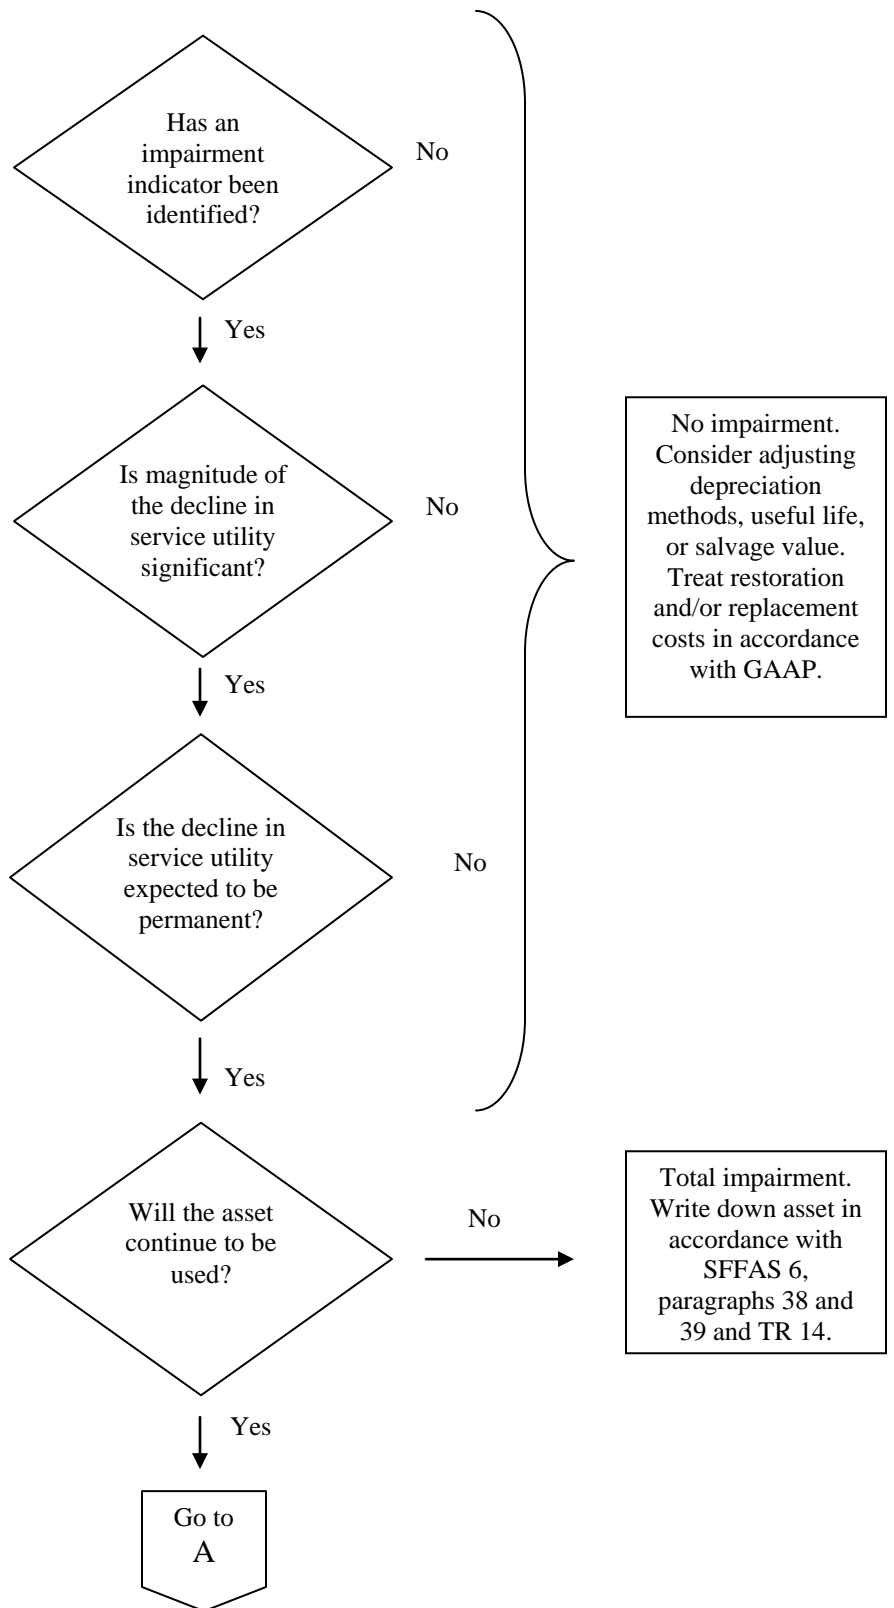 Has an
impairment
indicator been
identified?
No
Yes
Is magnitude of
the decline in
service utility
significant?
No
No impairment.
Consider adjusting
depreciation
methods, useful life,
or salvage value.
Treat restoration
and/or replacement
costs in accordance
with GAAP.
Yes
Is the decline in
service utility
expected to be
permanent?
No
Yes
Will the asset
continue to be
used?
No
Total impairment.
Write down asset in
accordance with
SFFAS 6,
paragraphs 38 and
39 and TR 14.
Yes
Go to
A